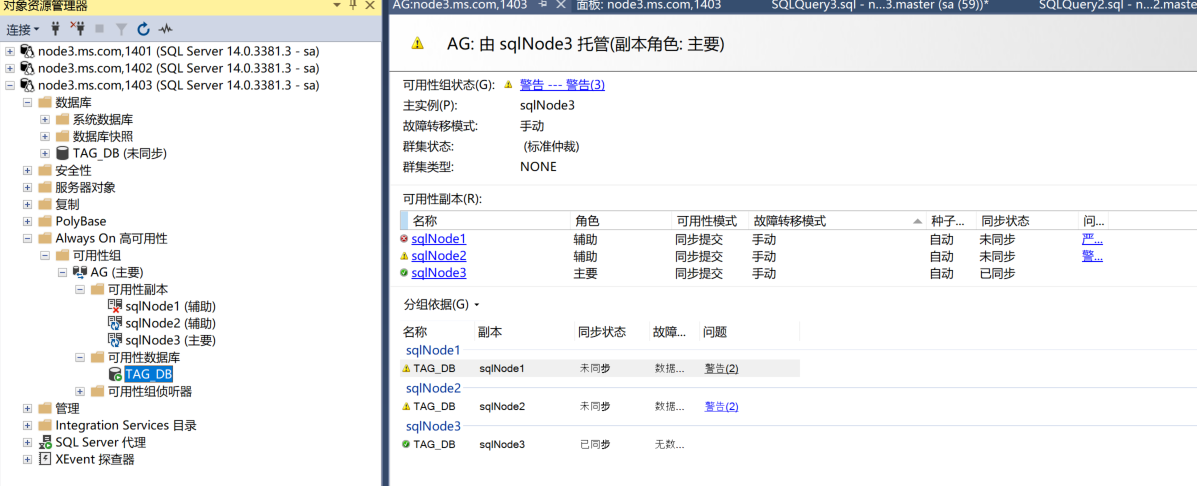 对象资源管理器
连接
node3.ms.com,1401 (SQL Server 14.0.3381.3 - sa)
node3.ms.com,1402 (SQL Server 14.0.3381.3 - sa)
node3.ms.com,1403 (SQL Server 14.0.3381.3 - sa)
数据库
系统数据库
数据库快照
TAG_DB (未同步)
安全性
服务器对象
复制
PolyBase
Always On 高可用性
可用性组
AG (主要)
可用性副本
sqlNode1 (辅助)
sqlNode2 (辅助)
sqlNode3 (主要)
可用性数据库
TAG_DB
可用性组侦听器
管理
Integration Services 目录
SQL Server 代理
XEvent 探查器
AG:node3.ms.com,1403 面板: node3.ms.com,1403 SQLQuery3.sql - n...3.master (sa (59))* SQLQuery2.sql - n...2.master
AG: 由 sqlNode3 托管(副本角色: 主要)
可用性组状态(G): 警告 --- 警告(3)
主实例(P): sqlNode3
故障转移模式: 手动
群集状态: (标准仲裁)
群集类型: NONE
可用性副本(R):
名称 角色 可用性模式 故障转移模式 种子... 同步状态 问...
sqlNode1 辅助 同步提交 手动 自动 未同步 严...
sqlNode2 辅助 同步提交 手动 自动 未同步 警...
sqlNode3 主要 同步提交 手动 自动 已同步
分组依据(G)
名称 副本 同步状态 故障... 问题
sqlNode1
TAG_DB sqlNode1 未同步 数据... 警告(2)
sqlNode2
TAG_DB sqlNode2 未同步 数据... 警告(2)
sqlNode3
TAG_DB sqlNode3 已同步 无数...